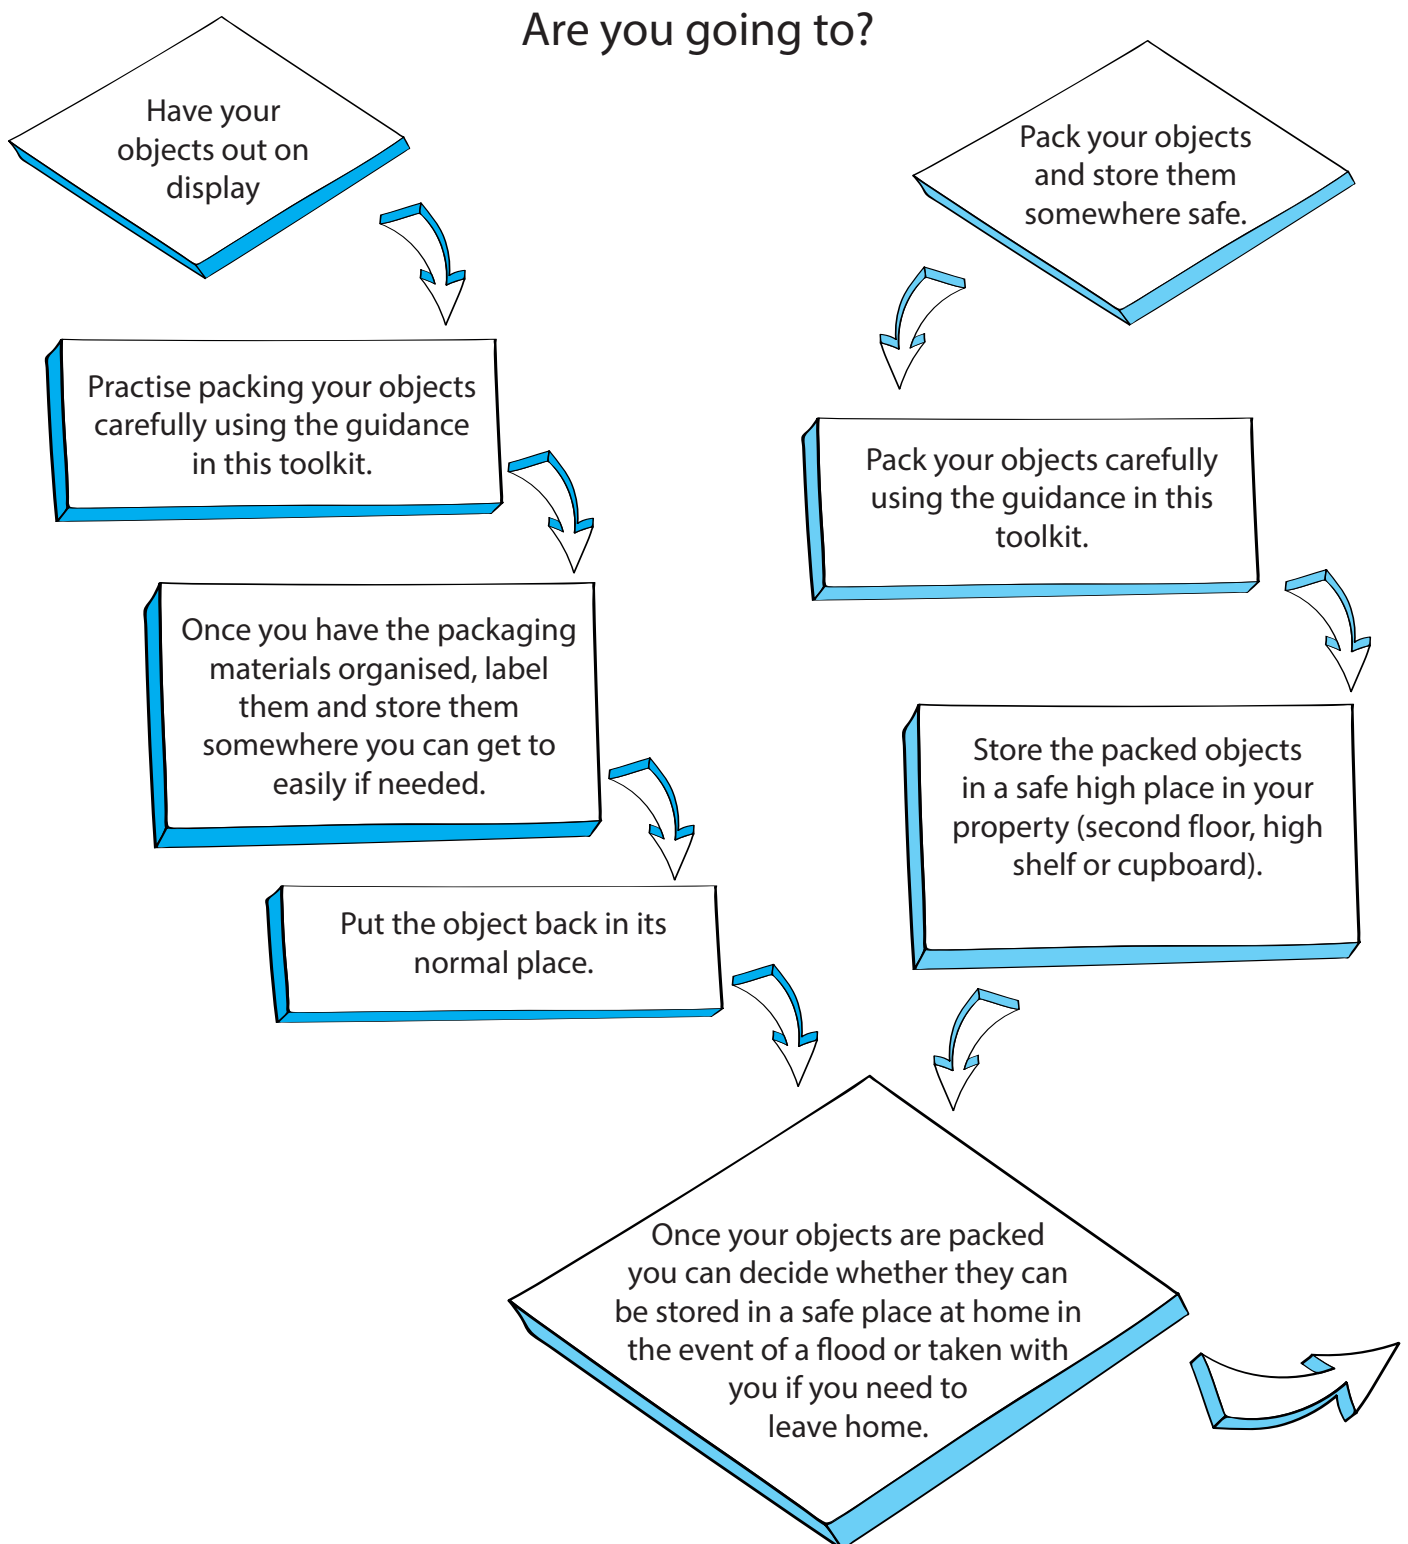 Are you going to?
Have your
objects out on
display
Practise packing your objects
carefully using the guidance
in this toolkit.
Once you have the packaging
materials organised, label
them and store them
somewhere you can get to
easily if needed.
Put the object back in its
normal place.
Pack your objects
and store them
somewhere safe.
Pack your objects carefully
using the guidance in this
toolkit.
Store the packed objects
in a safe high place in your
property (second floor, high
shelf or cupboard).
Once your objects are packed
you can decide whether they can
be stored in a safe place at home in
the event of a flood or taken with
you if you need to
leave home.